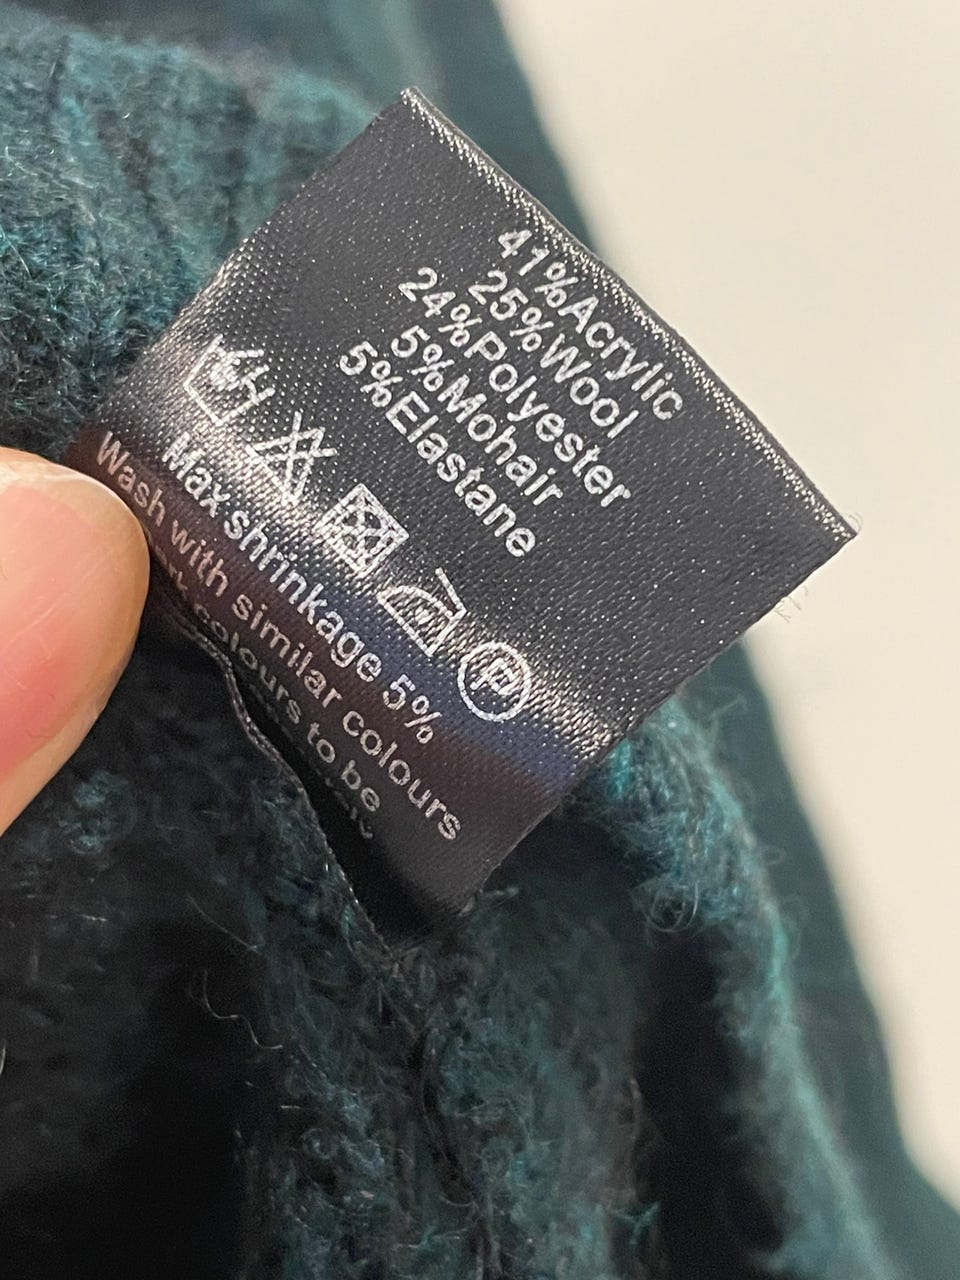 41%Acrylic
25%Wool
24%Polyester
5%Mohair
5%Elastane
P
Max shrinkage 5%
Wash with similar colours
colours to be